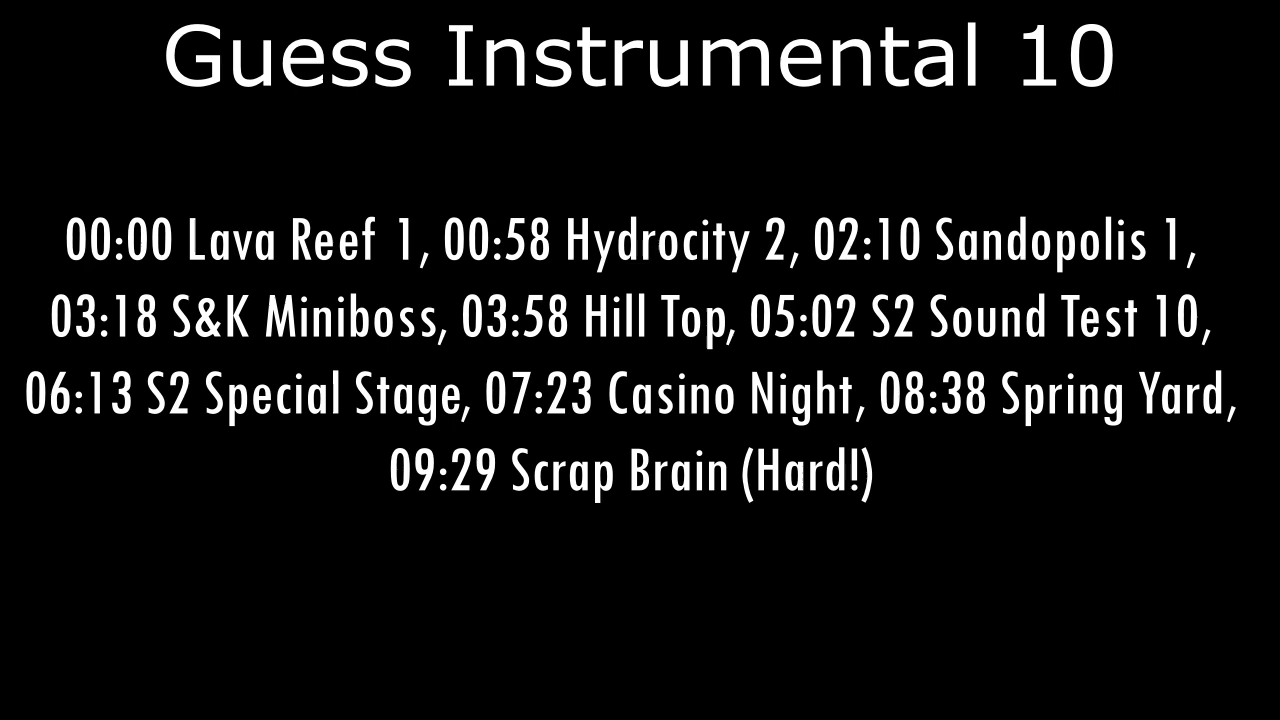 Guess Instrumental 10
00:00 Lava Reef 1, 00:58 Hydrocity 2, 02:10 Sandopolis 1,
03:18 S&K Miniboss, 03:58 Hill Top, 05:02 S2 Sound Test 10,
06:13 S2 Special Stage, 07:23 Casino Night, 08:38 Spring Yard,
09:29 Scrap Brain (Hard!)